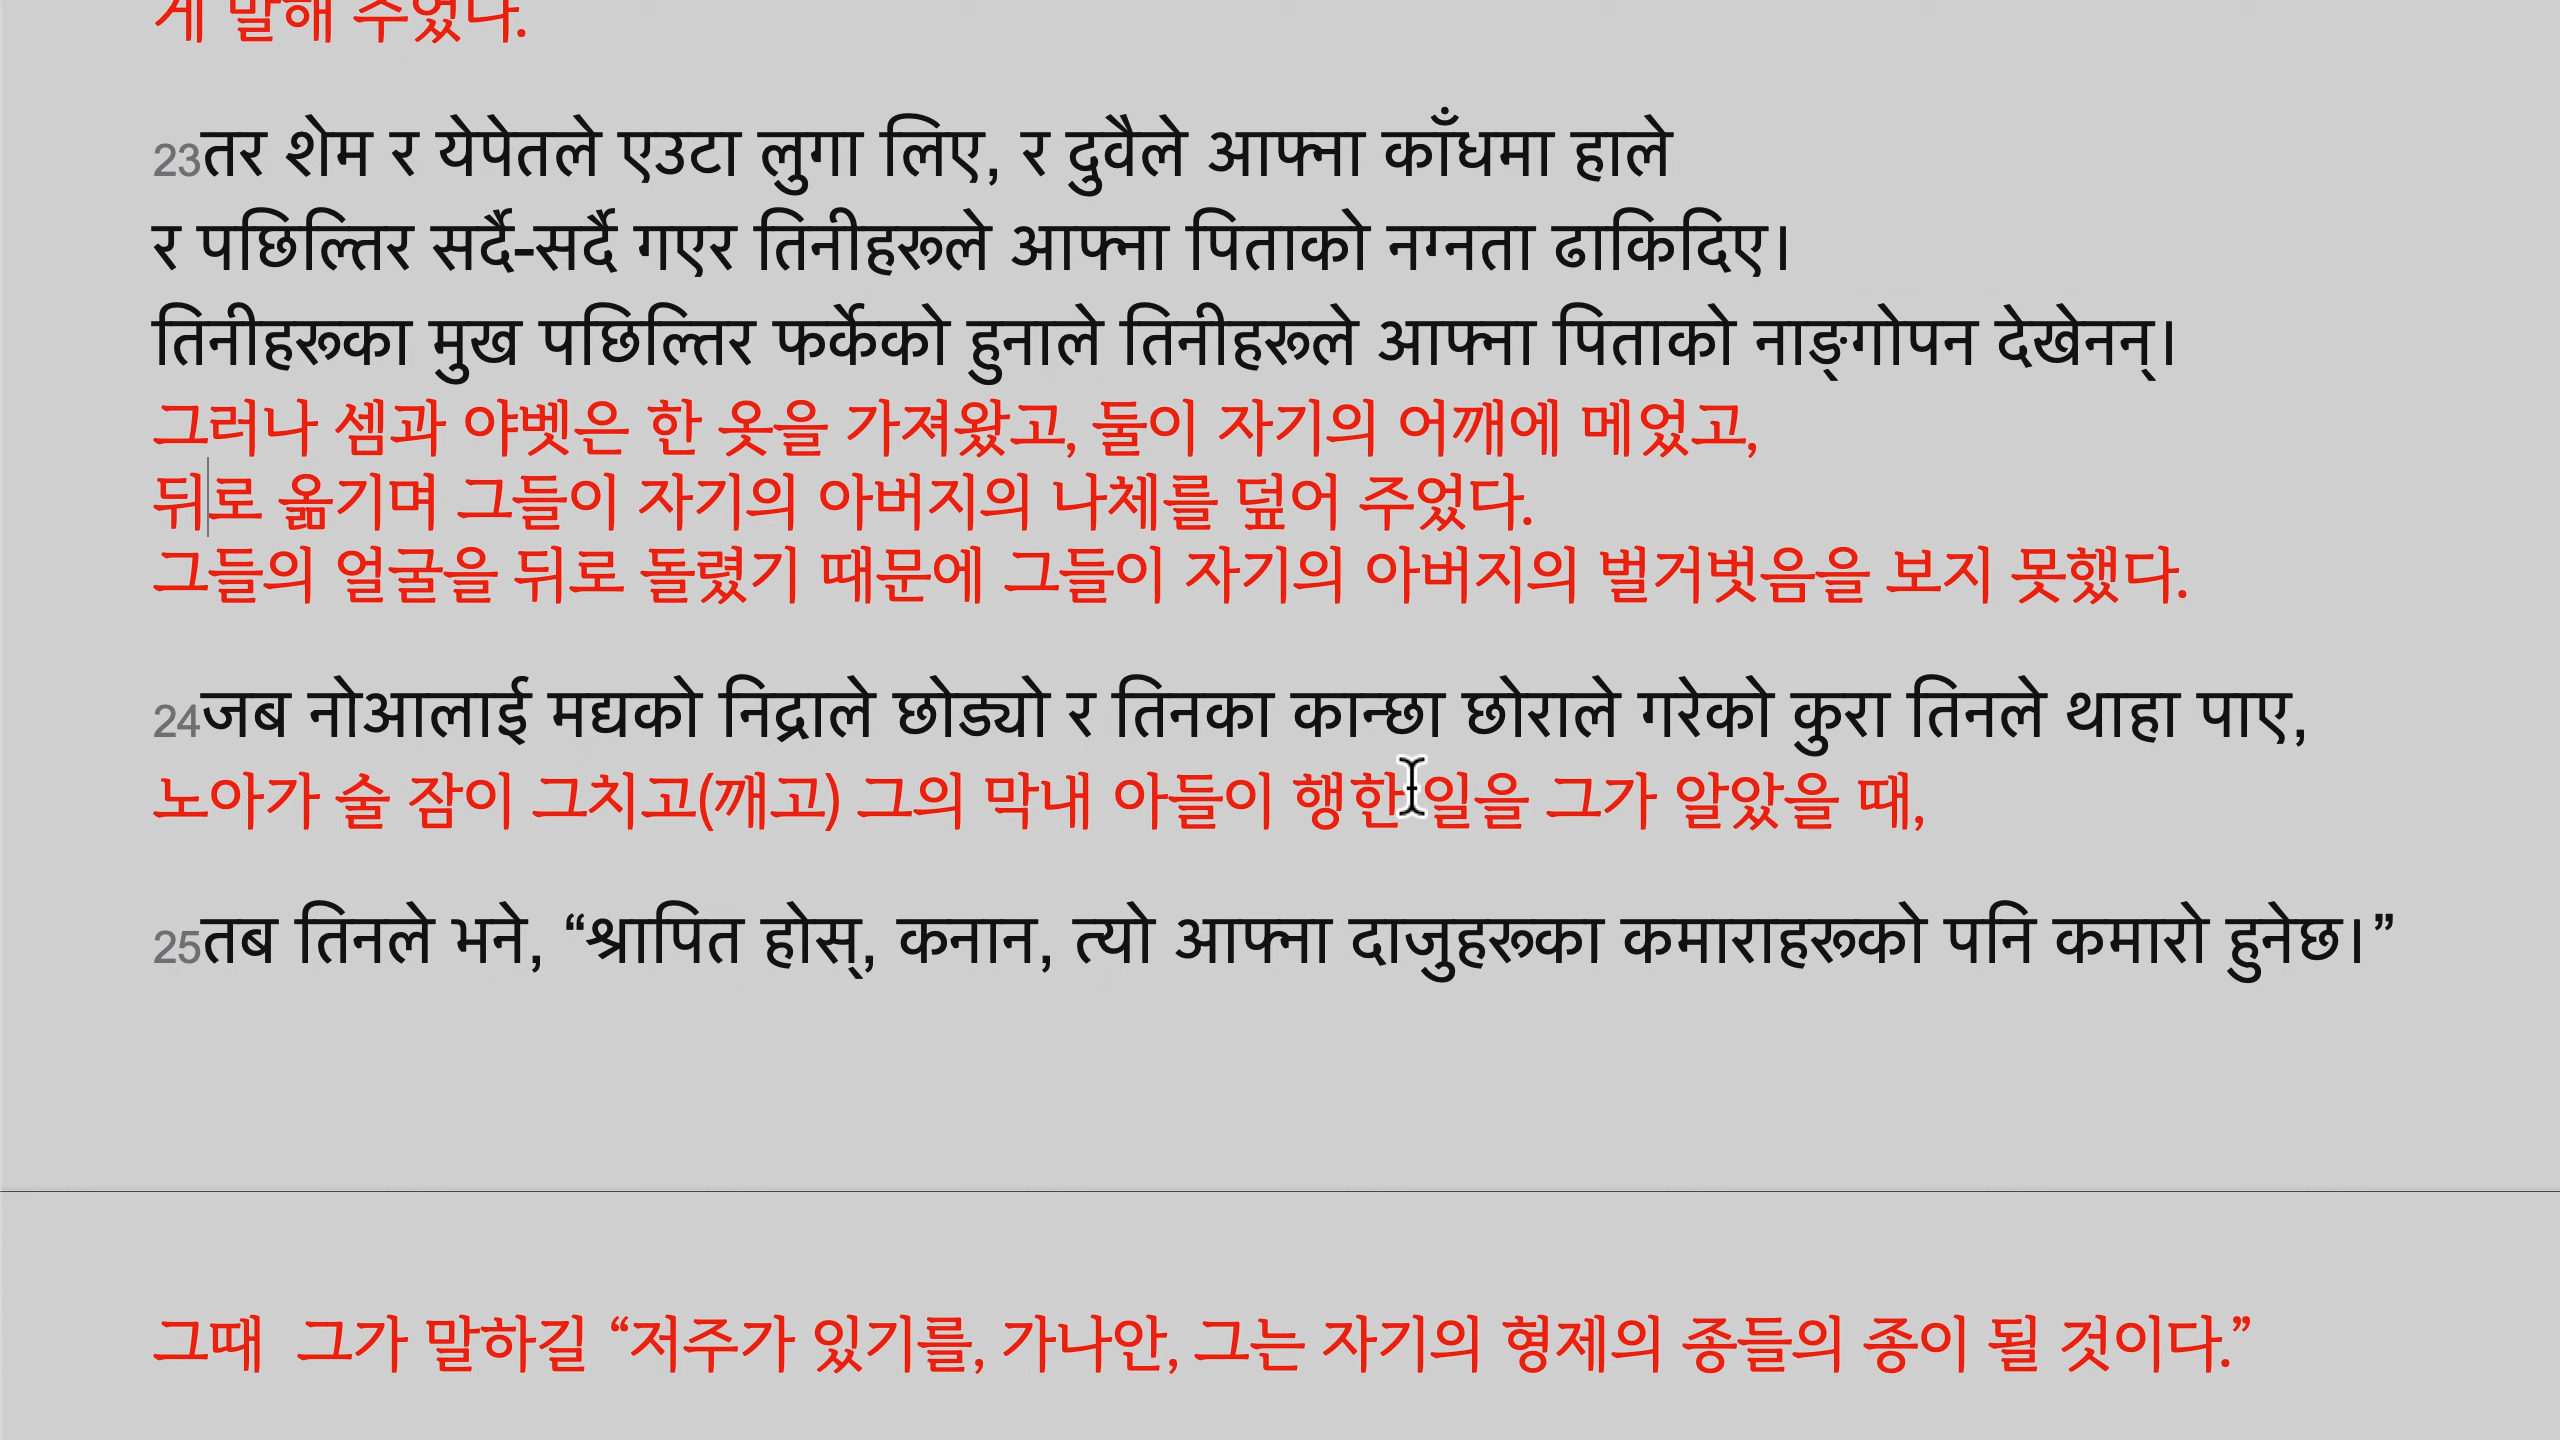 게 말해 주었다.
23तर शेम र येपेतले एउटा लुगा लिए, र दुवैले आफ्ना काँधमा हाले
र पछिल्तिर सर्दै-सर्दै गएर तिनीहरूले आफ्ना पिताको नग्नता ढाकिदिए।
तिनीहरूका मुख पछिल्तिर फर्केको हुनाले तिनीहरूले आफ्ना पिताको नाङ्गोपन देखेनन्।
그러나 셈과 야벳은 한 옷을 가져왔고, 둘이 자기의 어깨에 메었고,
뒤로 옮기며 그들이 자기의 아버지의 나체를 덮어 주었다.
그들의 얼굴을 뒤로 돌렸기 때문에 그들이 자기의 아버지의 벌거벗음을 보지 못했다.
24जब नोआलाई मद्यको निद्राले छोड्यो र तिनका कान्छा छोराले गरेको कुरा तिनले थाहा पाए,
노아가 술 잠이 그치고(깨고) 그의 막내 아들이 행한 일을 그가 알았을 때,
25तब तिनले भने, “श्रापित होस्, कनान, त्यो आफ्ना दाजुहरूका कमाराहरूको पनि कमारो हुनेछ।”
그때 그가 말하길 “저주가 있기를, 가나안, 그는 자기의 형제의 종들의 종이 될 것이다.”